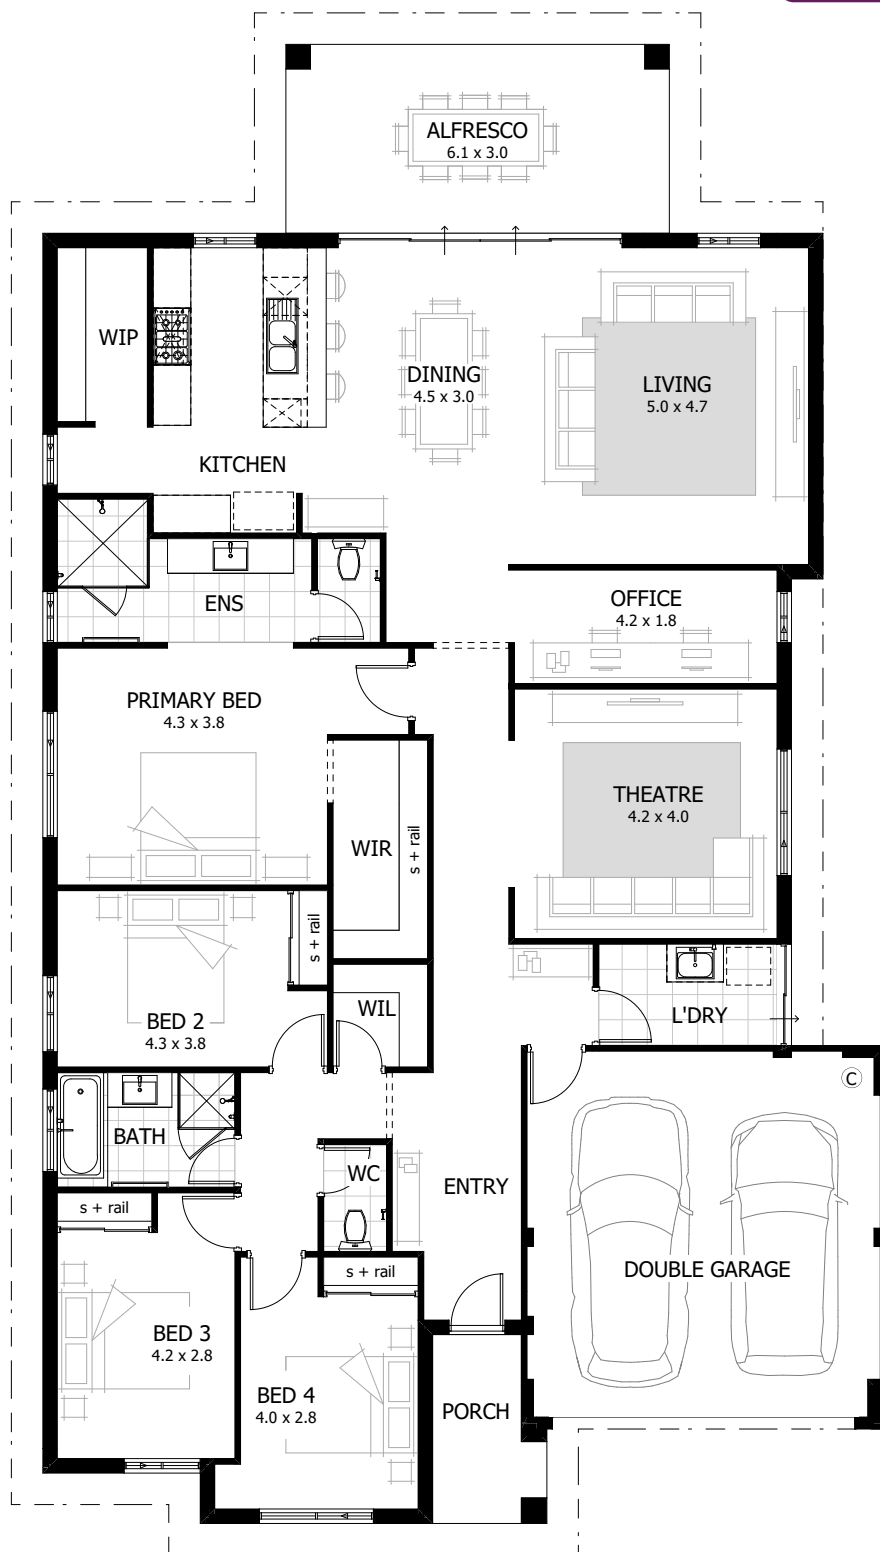 ALFRESCO
6.1 x 3.0
WIP
DINING
4.5 x 3.0
LIVING
5.0 x 4.7
KITCHEN
ENS
OFFICE
4.2 x 1.8
PRIMARY BED
4.3 x 3.8
THEATRE
4.2 x 4.0
WIR
s + rail
s + rail
WIL
BED 2
4.3 x 3.8
L'DRY
C
BATH
WC
ENTRY
s + rail
DOUBLE GARAGE
s + rail
BED 3
4.2 x 2.8
BED 4
4.0 x 2.8
PORCH